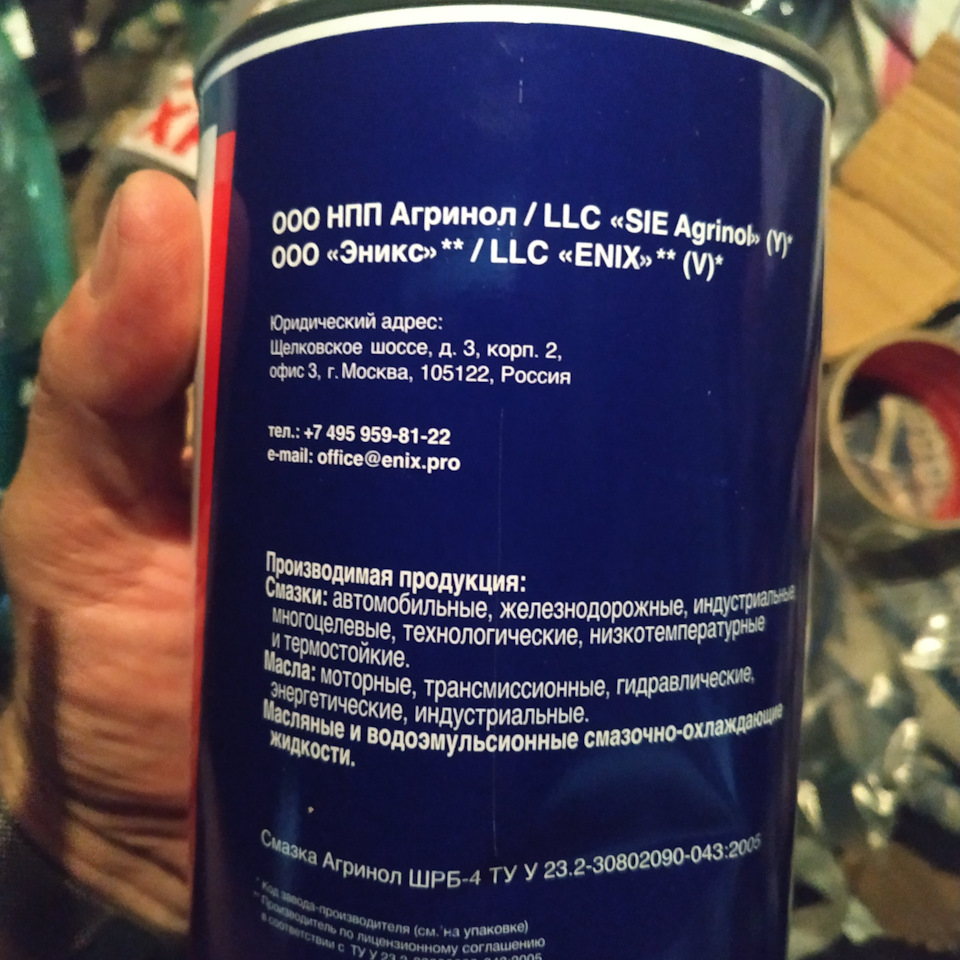 ООО НПП Агринол / LLC «SIE Agrinol» (Y)*
ООО «Эникс»** / LLC «ENIX»** (V)*
Юридический адрес:
Щелковское шоссе, д. 3, корп. 2,
офис 3, г. Москва, 105122, Россия
тел.: +7 495 959-81-22
e-mail: office@enix.pro
Производимая продукция:
Смазки: автомобильные, железнодорожные, индустриальные,
многоцелевые, технологические, низкотемпературные
и термостойкие.
Масла: моторные, трансмиссионные, гидравлические,
энергетические, индустриальные.
Масляные и водоэмульсионные смазочно-охлаждающие
жидкости.
Смазка Агринол ШРБ-4 ТУ У 23.2-30802090-043:2005
* Код завода-производителя (см. на упаковке)
** Производитель по лицензионному соглашению
в соответствии с ТУ У